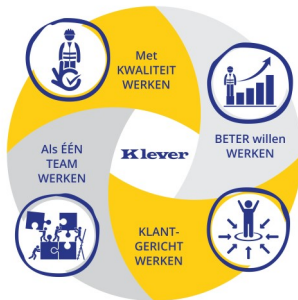 Met
KWALITEIT
WERKEN
BETER willen
WERKEN
Als ÉÉN
TEAM
WERKEN
Klever
KLANT-
GERICHT
WERKEN